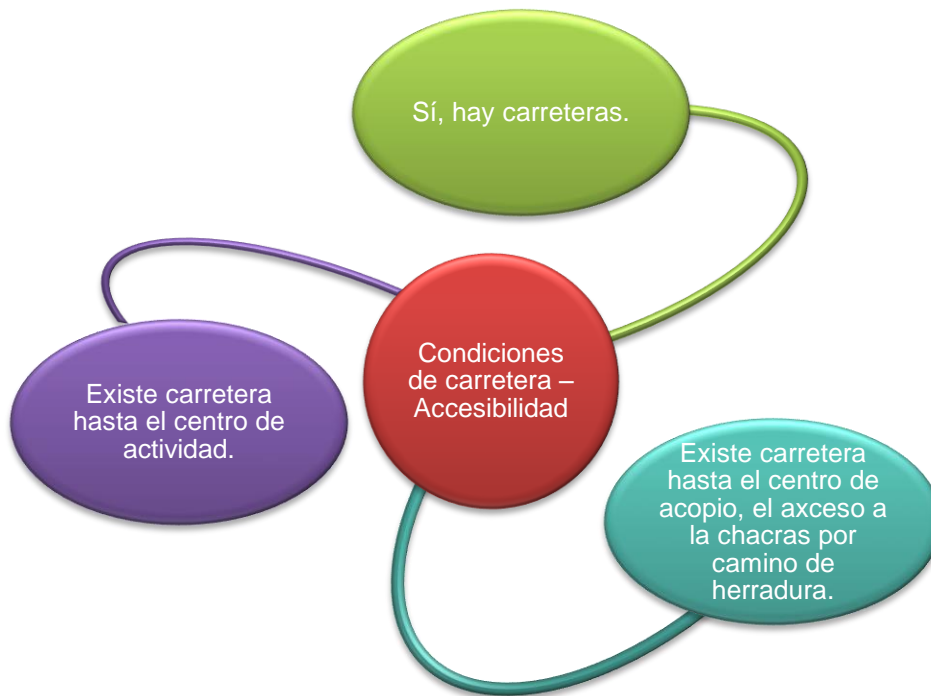 Sí, hay carreteras.
Condiciones
de carretera –
Accesibilidad
Existe carretera
hasta el centro de
actividad.
Existe carretera
hasta el centro de
acopio, el axceso a
la chacras por
camino de
herradura.